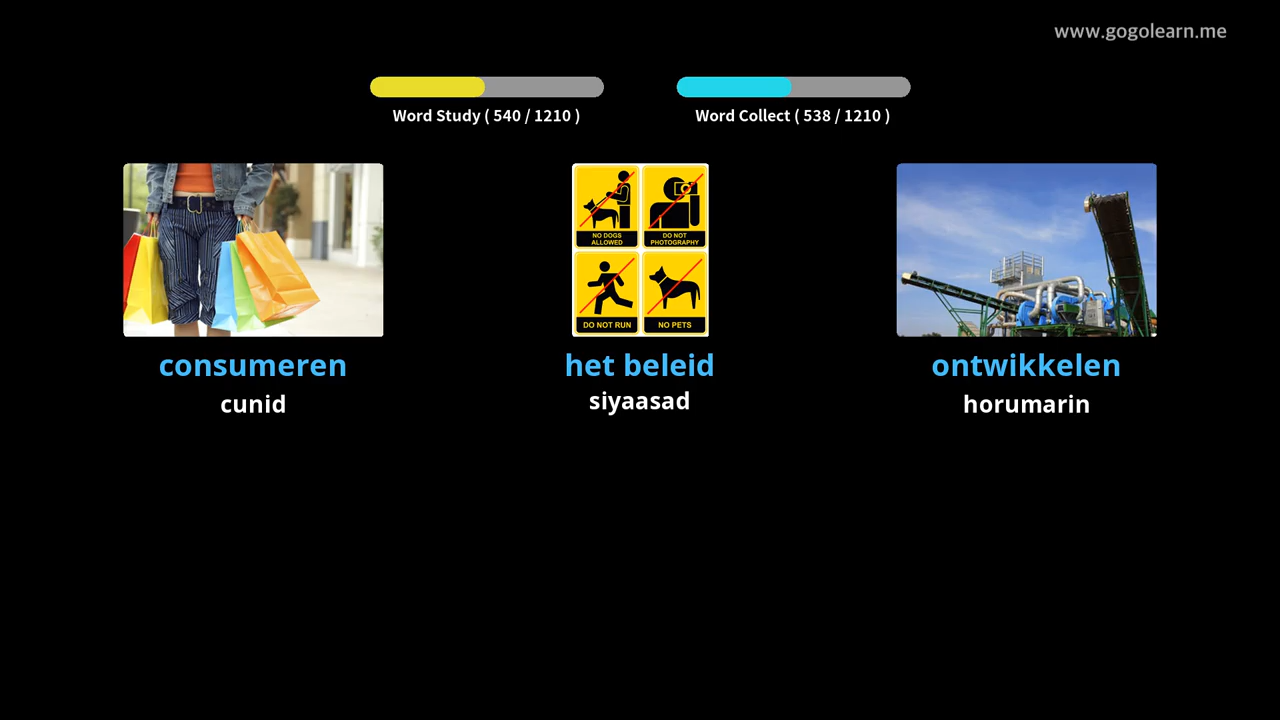 www.gogolearn.me
Word Study ( 540 / 1210 )
Word Collect ( 538 / 1210 )
NO DOGS
ALLOWED
DO NOT
PHOTOGRAPHY
DO NOT RUN
NO PETS
consumeren
cunid
het beleid
siyaasad
ontwikkelen
horumarin